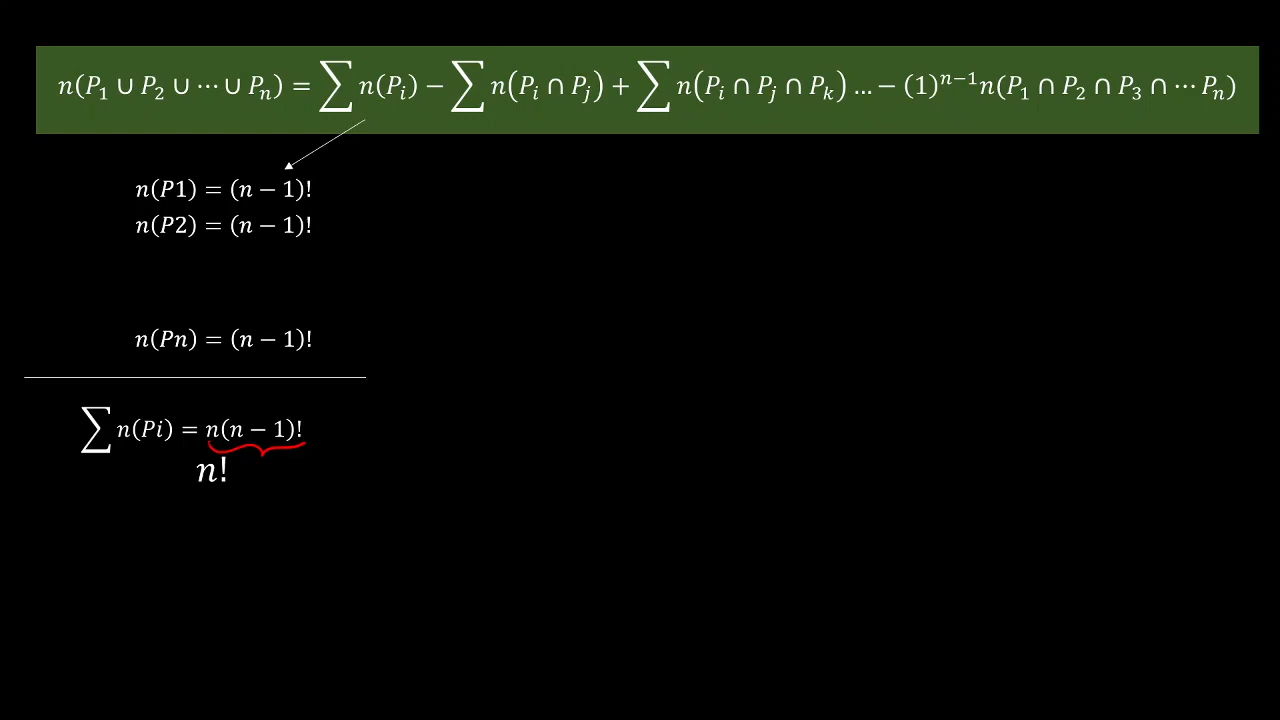 n(P₁ ∪ P₂ ∪ ⋯ ∪ Pₙ) = ∑ n(Pᵢ) − ∑ n(Pᵢ ∩ Pⱼ) + ∑ n(Pᵢ ∩ Pⱼ ∩ Pₖ) … − (1)ⁿ⁻¹n(P₁ ∩ P₂ ∩ P₃ ∩ ⋯ Pₙ)
n(P1) = (n − 1)!
n(P2) = (n − 1)!
n(Pn) = (n − 1)!
∑ n(Pi) = n(n − 1)!
n!